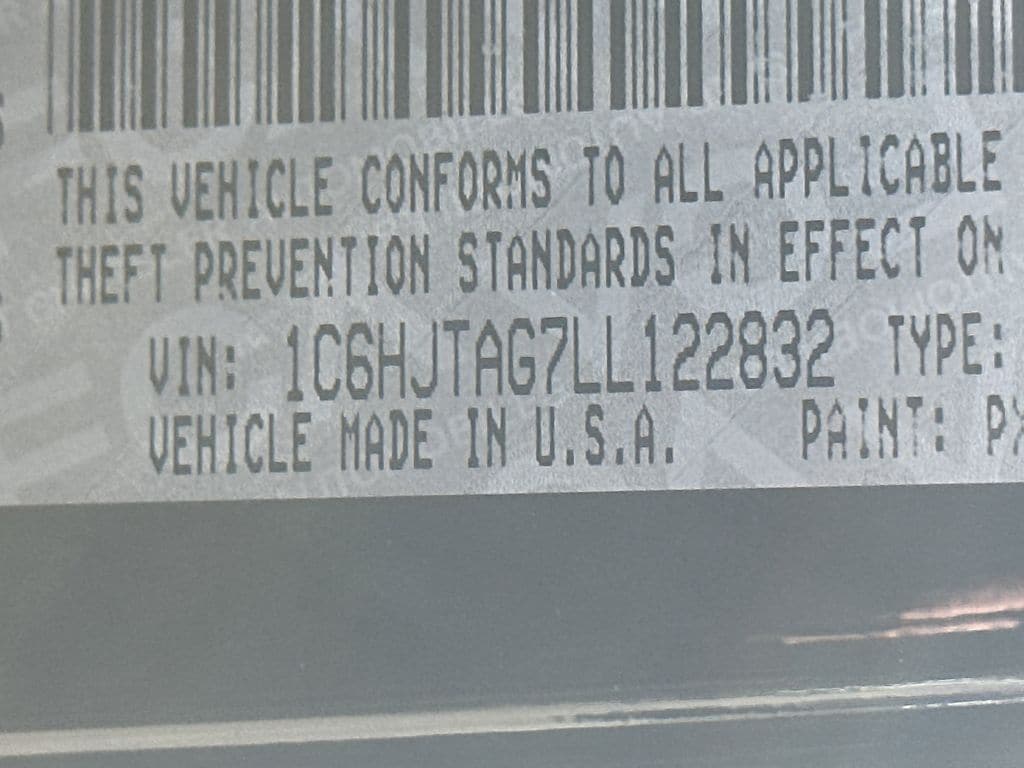 THIS VEHICLE CONFORMS TO ALL APPLICABLE
THEFT PREVENTION STANDARDS IN EFFECT ON
VIN: 1C6HJTAG7LL122832 TYPE:
VEHICLE MADE IN U.S.A. PAINT: PX